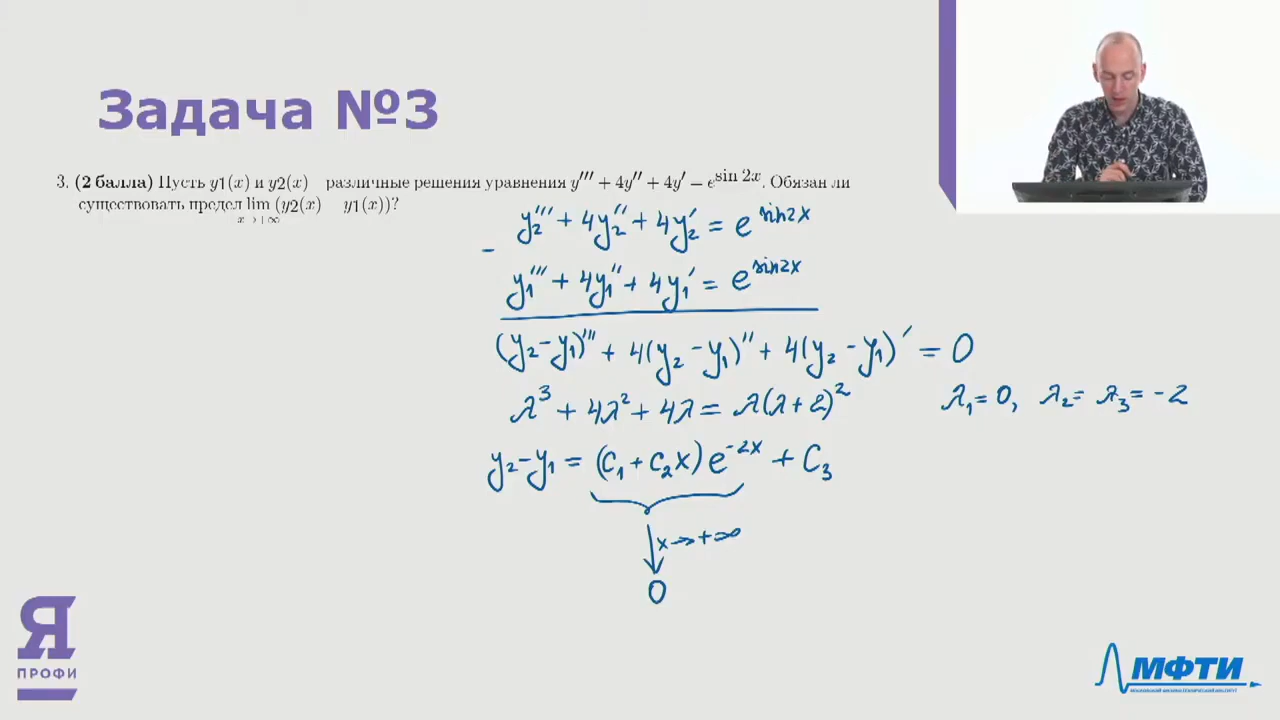 Задача №3
3. (2 балла) Пусть y1(x) и y2(x) различные решения уравнения y''' + 4y'' + 4y' = e^sin 2x. Обязан ли
существовать предел lim (y2(x) y1(x))?
x→+∞
y₂''' + 4y₂'' + 4y₂' = e^sin2x
-
y₁''' + 4y₁'' + 4y₁' = e^sin2x
(y₂-y₁)''' + 4(y₂-y₁)'' + 4(y₂-y₁)' = 0
λ³ + 4λ² + 4λ = λ(λ+2)² λ₁=0, λ₂= λ₃= -2
y₂-y₁ = (C₁+C₂x)e^-2x + C₃
x→+∞
0
Я
ПРОФИ
МФТИ